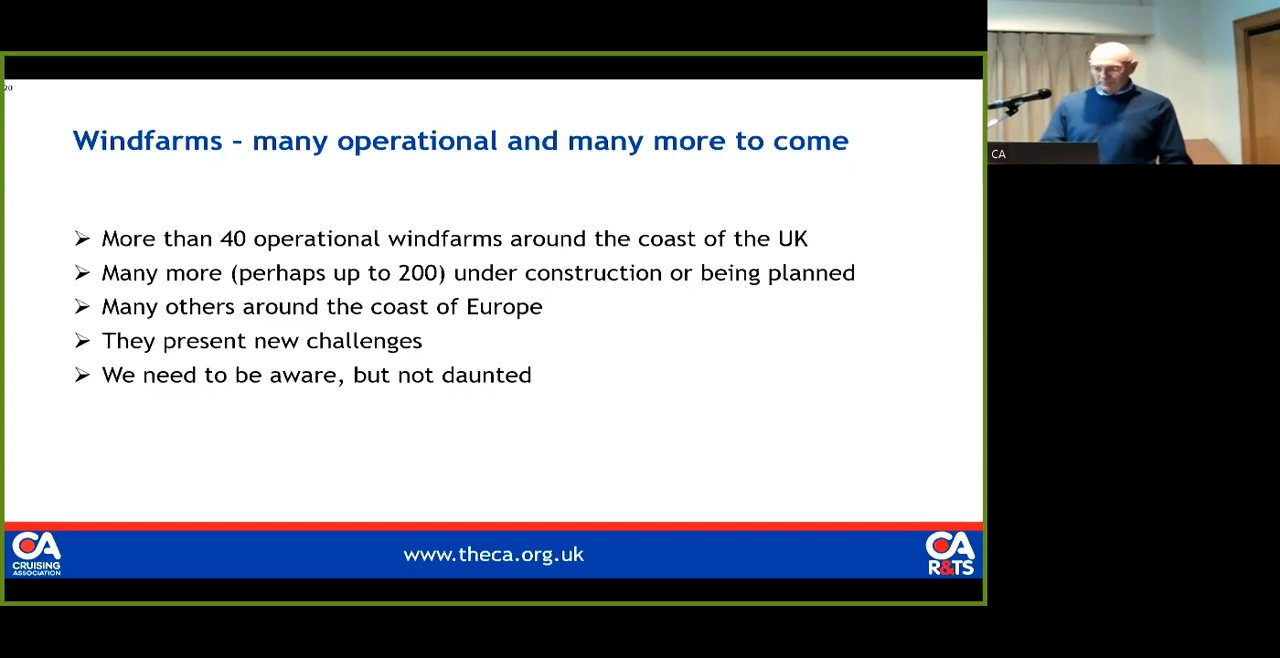 20
Windfarms - many operational and many more to come
➢ More than 40 operational windfarms around the coast of the UK
➢ Many more (perhaps up to 200) under construction or being planned
➢ Many others around the coast of Europe
➢ They present new challenges
➢ We need to be aware, but not daunted
CA
CRUISING
ASSOCIATION
www.theca.org.uk
CA
R&TS
CA